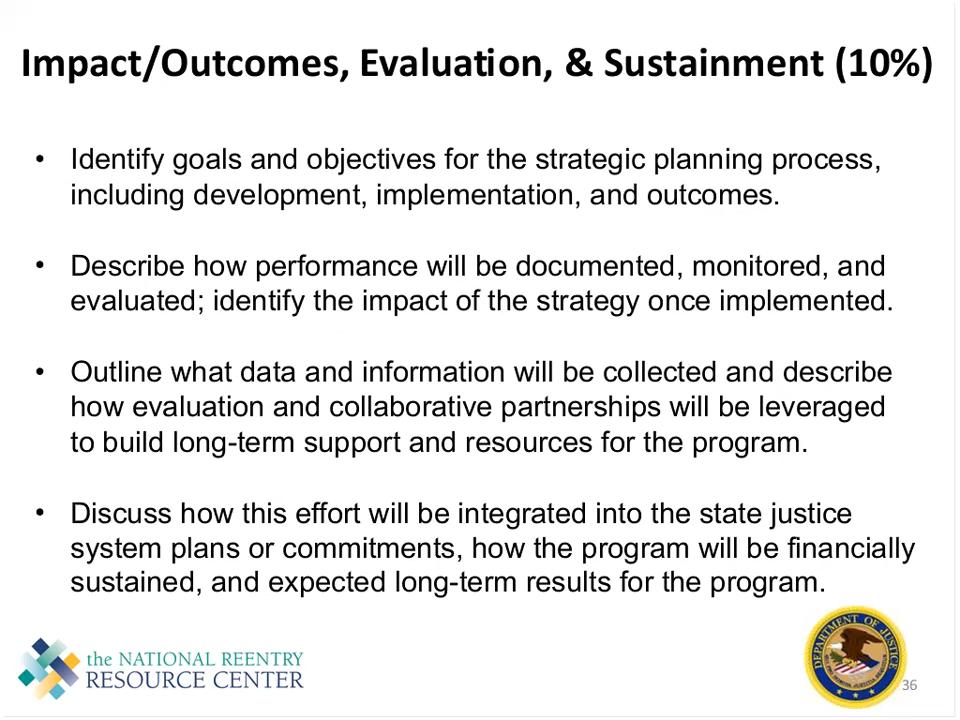 Impact/Outcomes, Evaluation, & Sustainment (10%)
• Identify goals and objectives for the strategic planning process,
including development, implementation, and outcomes.
• Describe how performance will be documented, monitored, and
evaluated; identify the impact of the strategy once implemented.
• Outline what data and information will be collected and describe
how evaluation and collaborative partnerships will be leveraged
to build long-term support and resources for the program.
• Discuss how this effort will be integrated into the state justice
system plans or commitments, how the program will be financially
sustained, and expected long-term results for the program.
the NATIONAL REENTRY
RESOURCE CENTER
DEPARTMENT OF JUSTICE
36